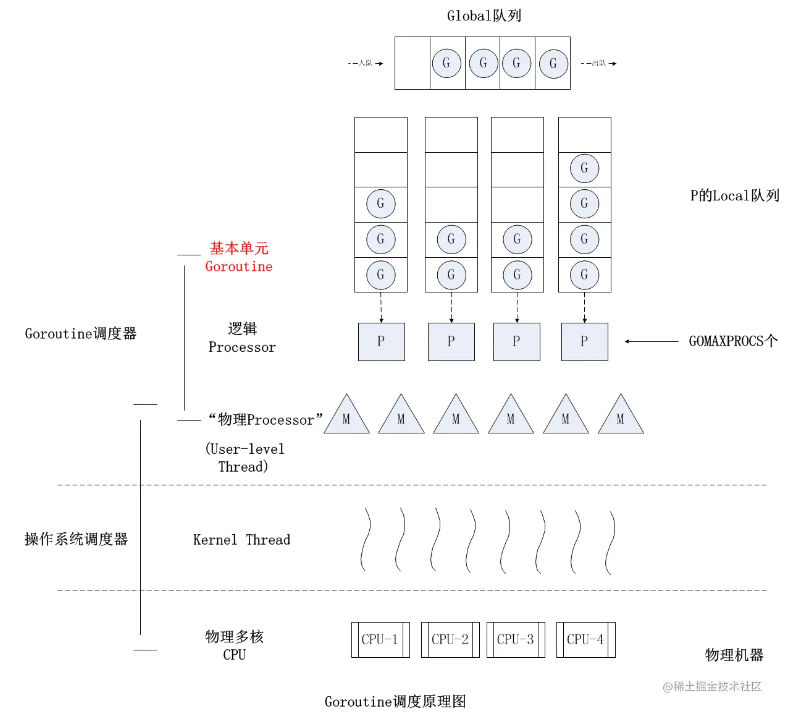 Global队列
入队
G G G G
出队
P的Local队列
G
G G
G G G G
G G G G
基本单元
Goroutine
Goroutine调度器
逻辑
Processor
P P P P
GOMAXPROCS个
“物理Processor”
(User-level
Thread)
M M M M M M
操作系统调度器
Kernel Thread
物理多核
CPU
CPU-1 CPU-2 CPU-3 CPU-4
物理机器
@稀土掘金技术社区
Goroutine调度原理图